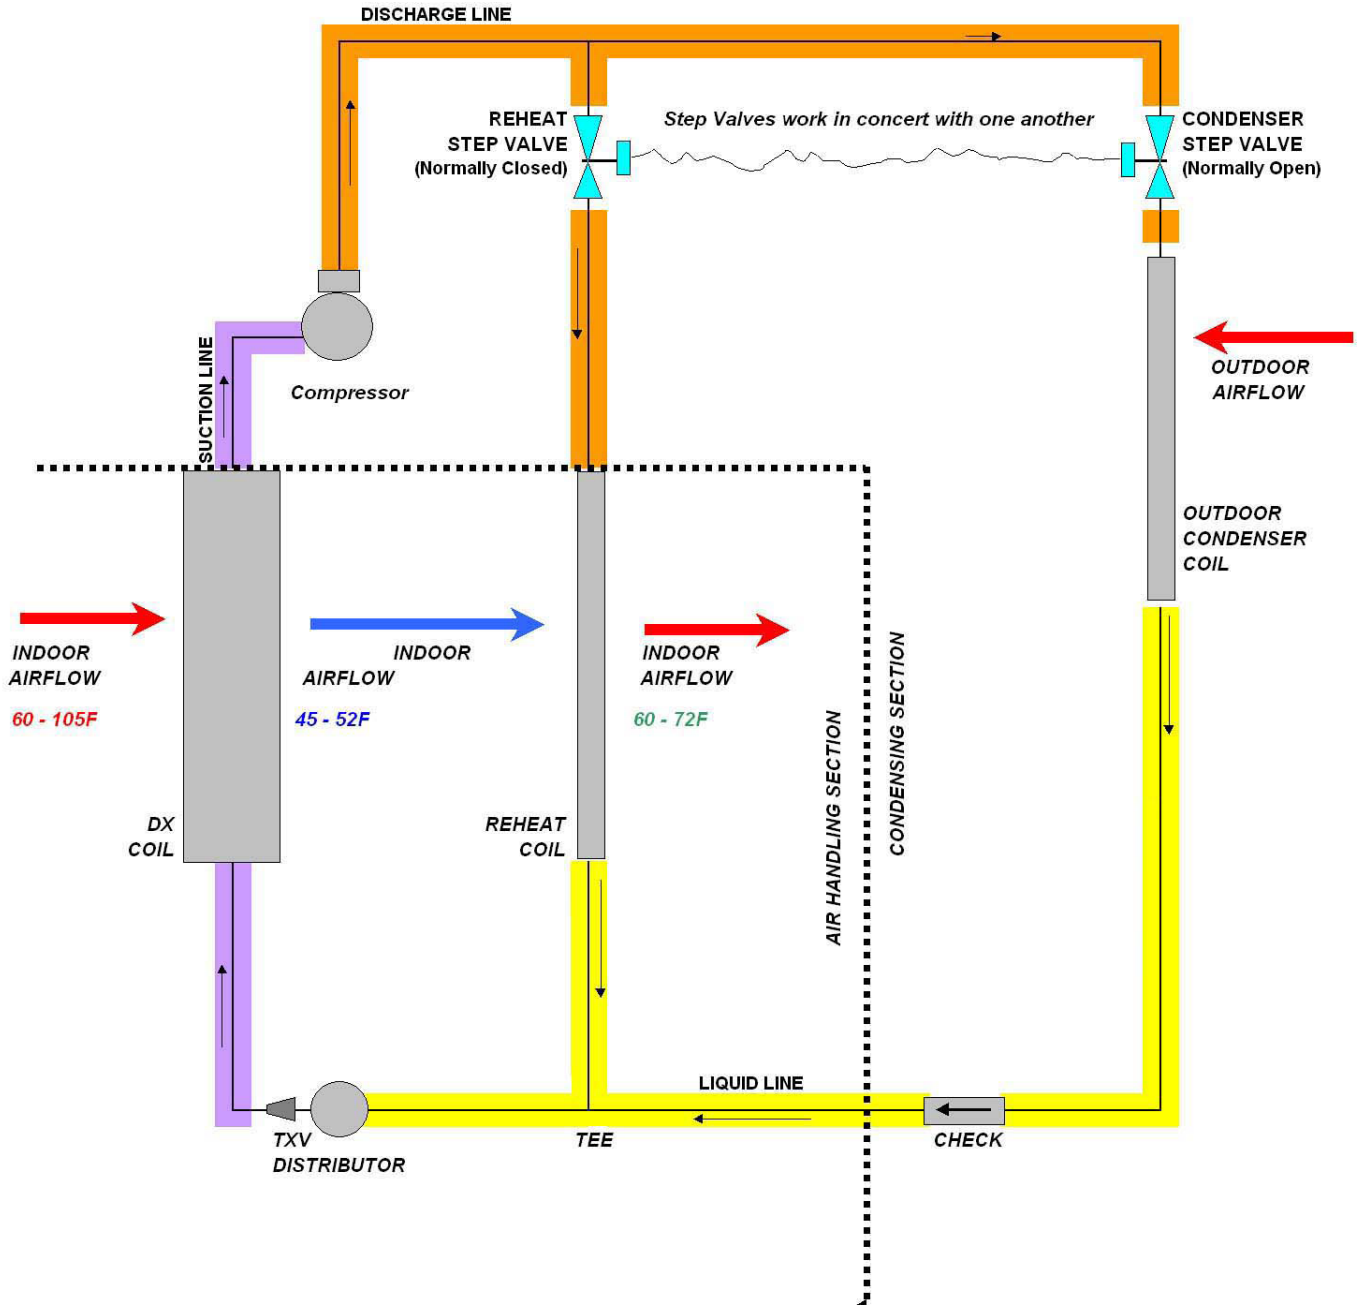 DISCHARGE LINE
REHEAT
STEP VALVE
(Normally Closed)
Step Valves work in concert with one another
CONDENSER
STEP VALVE
(Normally Open)
SUCTION LINE
Compressor
OUTDOOR
AIRFLOW
OUTDOOR
CONDENSER
COIL
INDOOR
AIRFLOW
60 - 105F
INDOOR
AIRFLOW
45 - 52F
INDOOR
AIRFLOW
60 - 72F
AIR HANDLING SECTION
CONDENSING SECTION
DX
COIL
REHEAT
COIL
LIQUID LINE
TXV
DISTRIBUTOR
TEE
CHECK